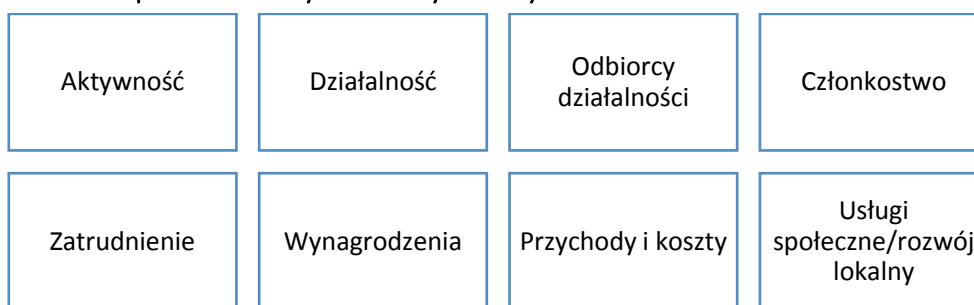 Aktywność
Działalność
Odbiorcy
działalności
Członkostwo
Zatrudnienie
Wynagrodzenia
Przychody i koszty
Usługi
społeczne/rozwój
lokalny